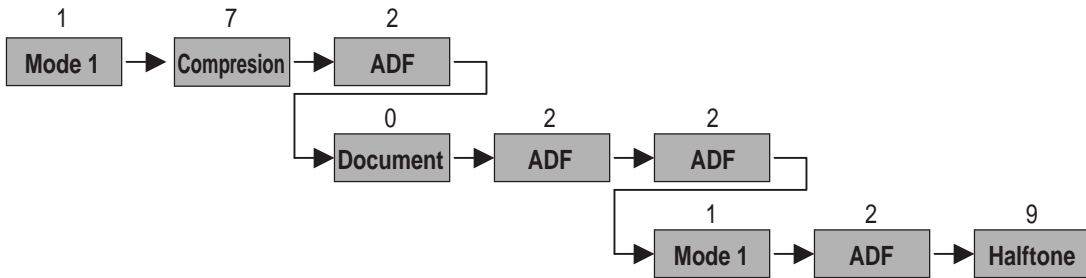 1 7 2
Mode 1 Compresion ADF
0 2 2
Document ADF ADF
1 2 9
Mode 1 ADF Halftone